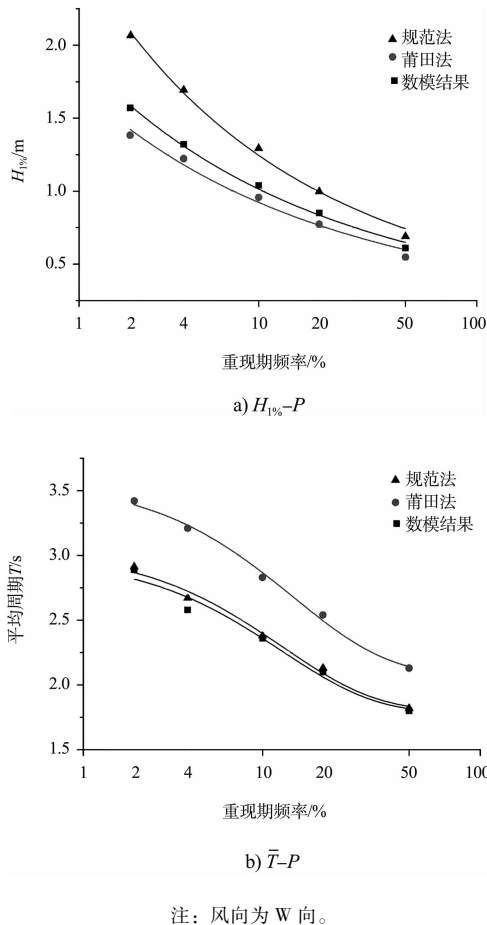 2.0
1.5
1.0
0.5
H1%/m
规范法
莆田法
数模结果
1 2 4 10 20 50 100
重现期频率/%
a) H1%–P
3.5
3.0
2.5
2.0
1.5
平均周期T/s
规范法
莆田法
数模结果
1 2 4 10 20 50 100
重现期频率/%
b) T̅–P
注：风向为 W 向。